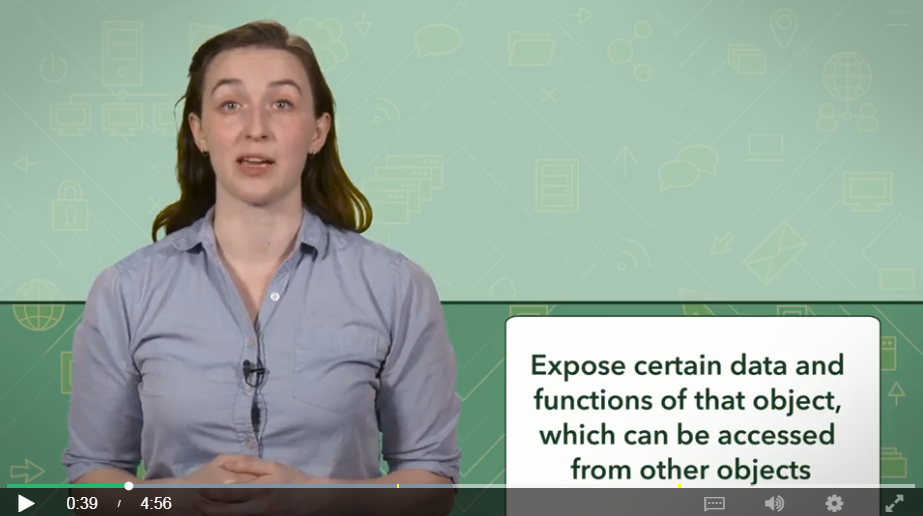 Expose certain data and
functions of that object,
which can be accessed
from other objects
0:39 / 4:56